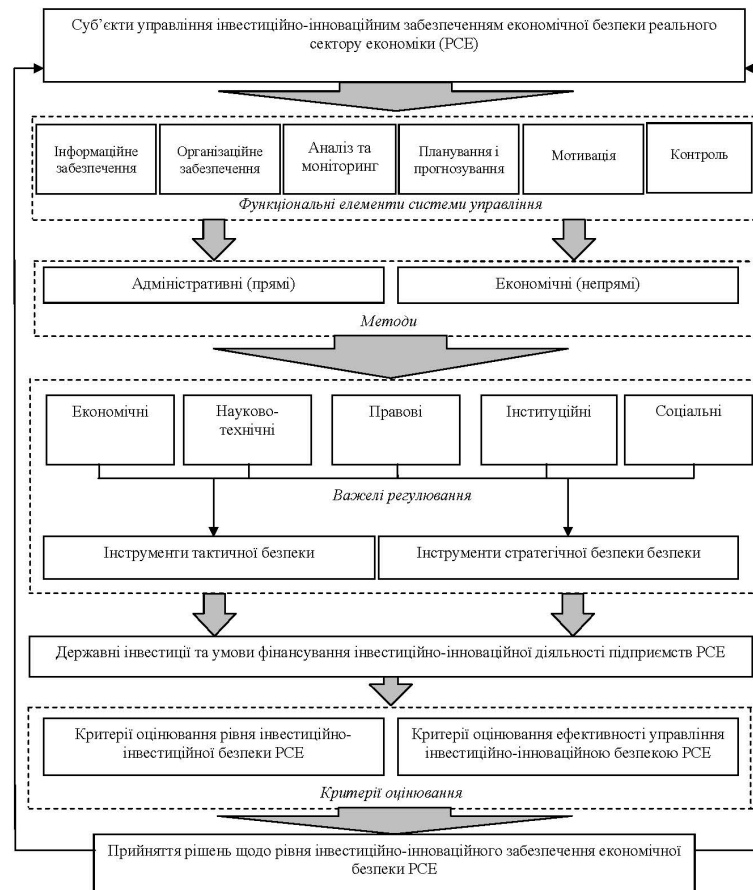 Суб’єкти управління інвестиційно-інноваційним забезпеченням економічної безпеки реального
сектору економіки (РСЕ)
Інформаційне
забезпечення
Організаційне
забезпечення
Аналіз та
моніторинг
Планування і
прогнозування
Мотивація
Контроль
Функціональні елементи системи управління
Адміністративні (прямі)
Економічні (непрямі)
Методи
Економічні
Науково-
технічні
Правові
Інституційні
Соціальні
Важелі регулювання
Інструменти тактичної безпеки
Інструменти стратегічної безпеки безпеки
Державні інвестиції та умови фінансування інвестиційно-інноваційної діяльності підприємств РСЕ
Критерії оцінювання рівня інвестиційно-
інвестиційної безпеки РСЕ
Критерії оцінювання ефективності управління
інвестиційно-інноваційною безпекою РСЕ
Критерії оцінювання
Прийняття рішень щодо рівня інвестиційно-інноваційного забезпечення економічної
безпеки РСЕ